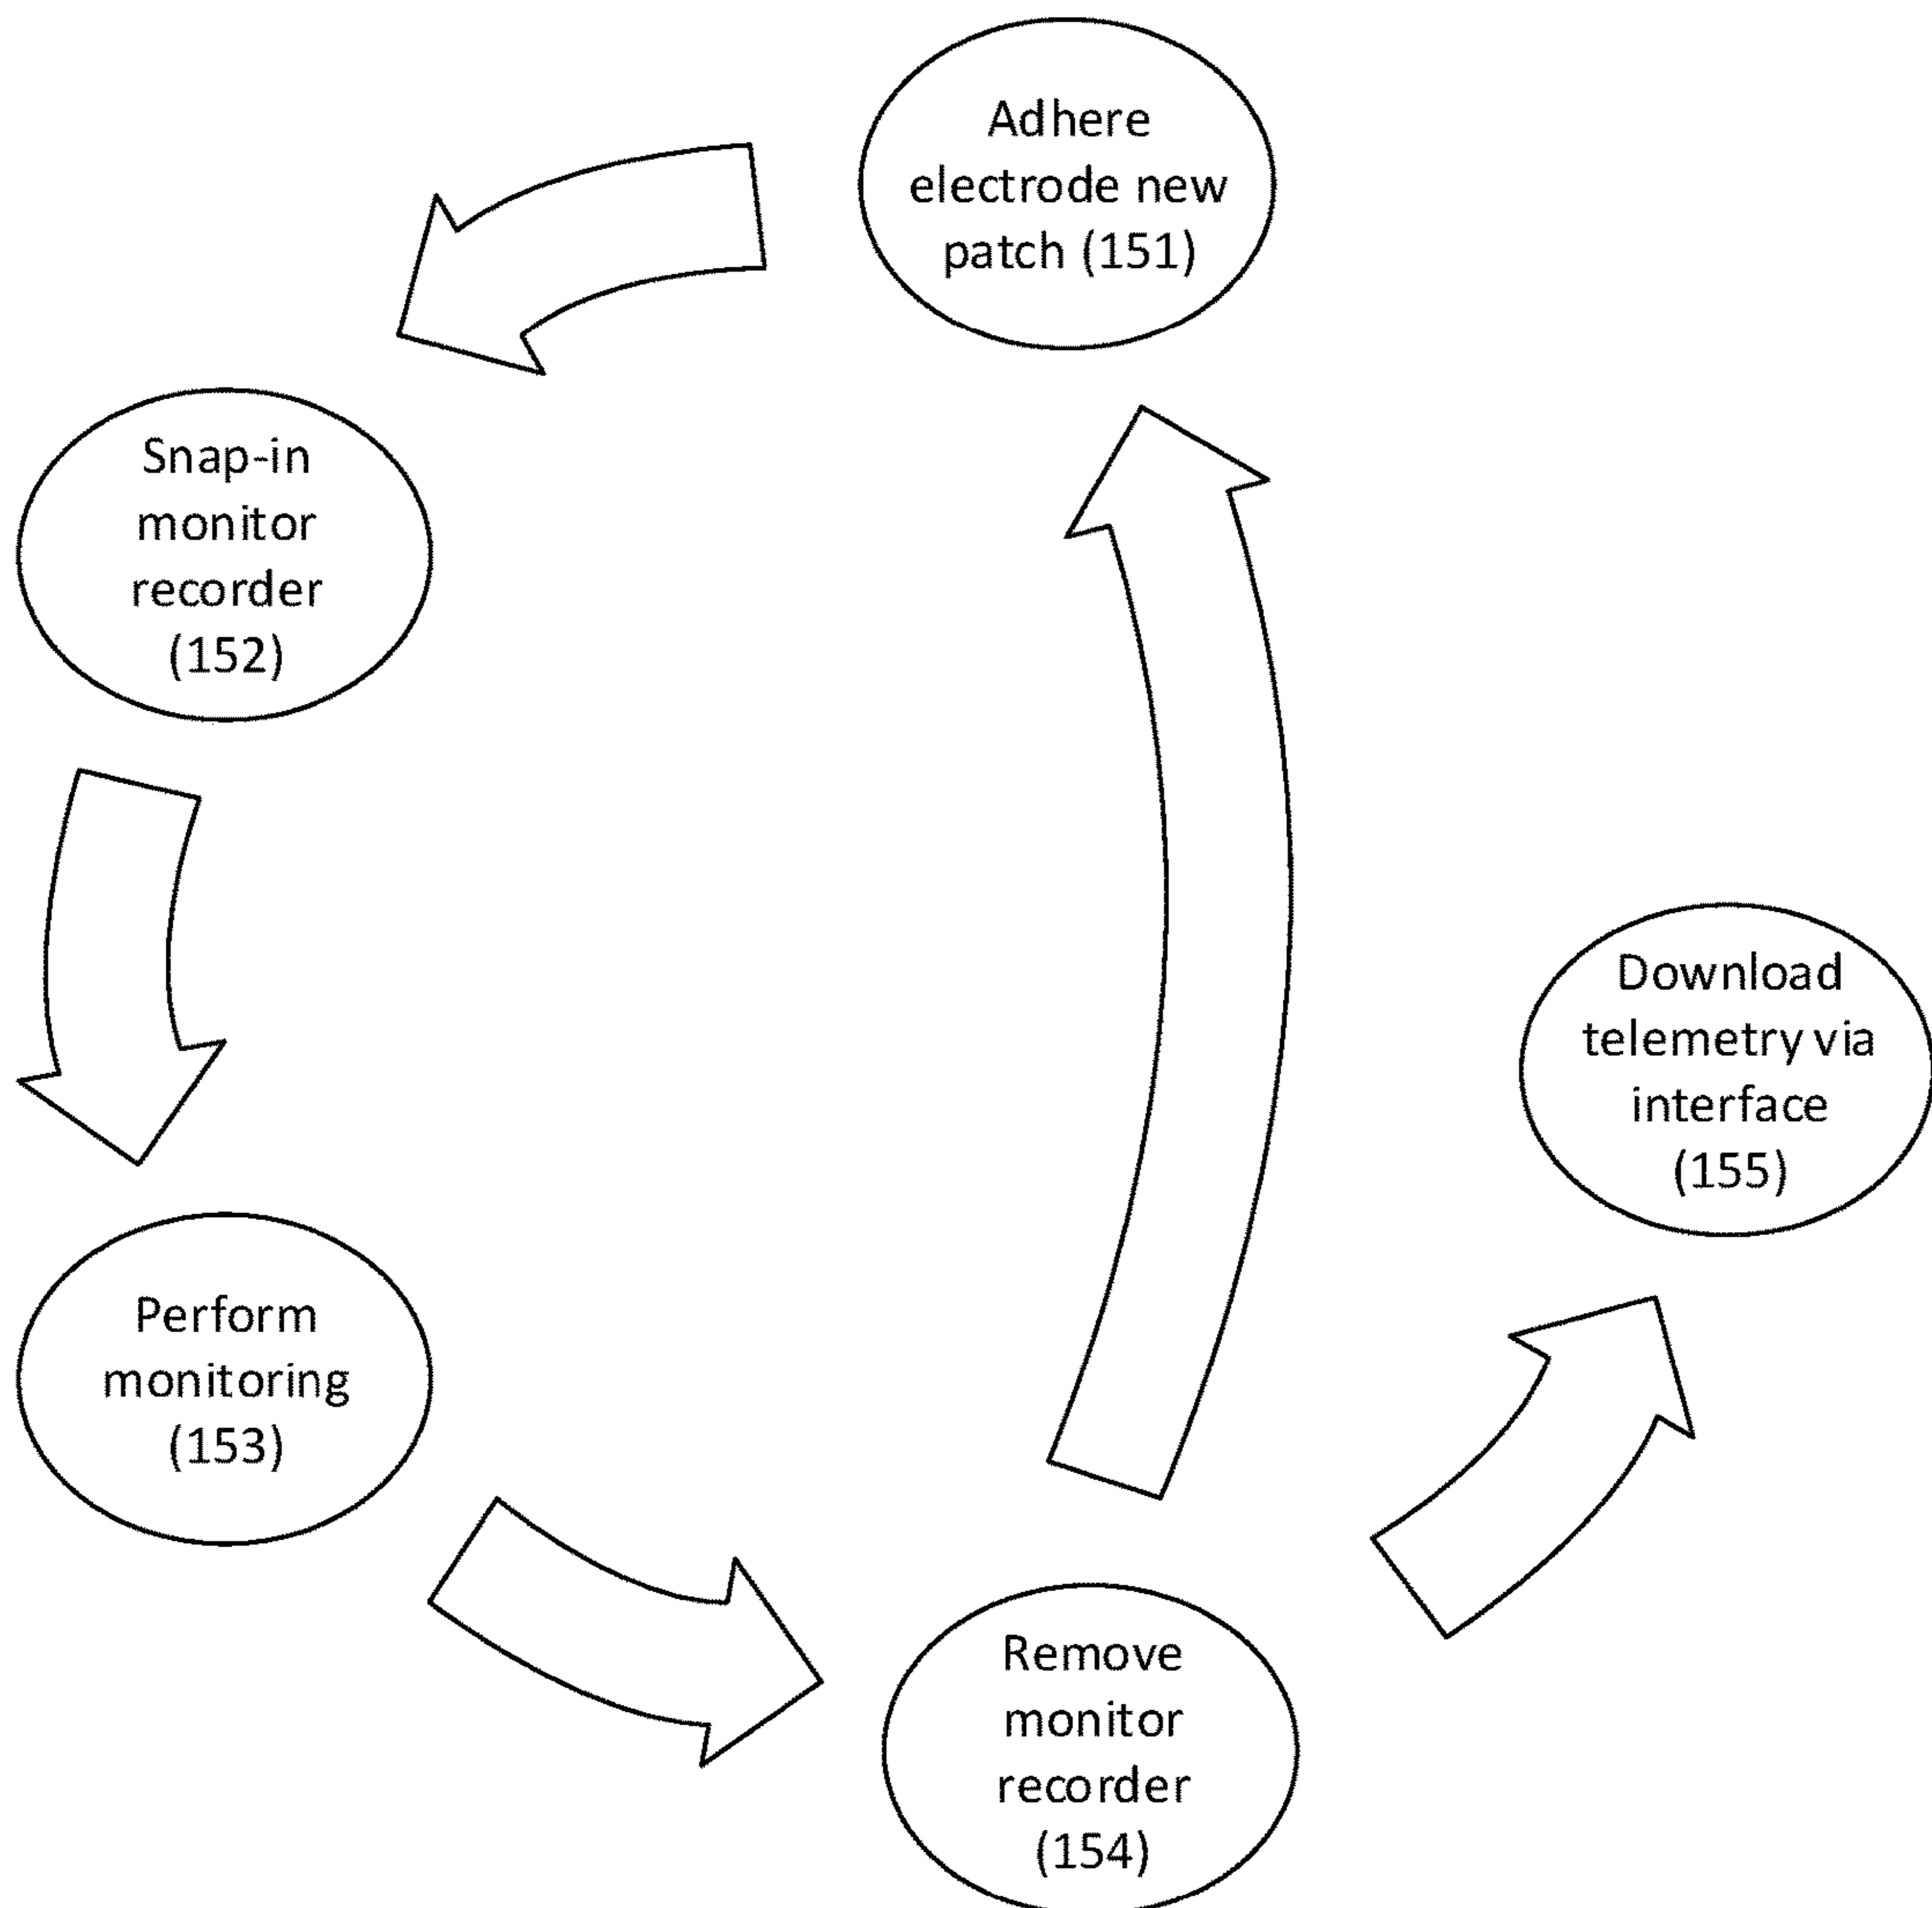 Adhere
electrode new
patch (151)
Snap-in
monitor
recorder
(152)
Perform
monitoring
(153)
Remove
monitor
recorder
(154)
Download
telemetry via
interface
(155)